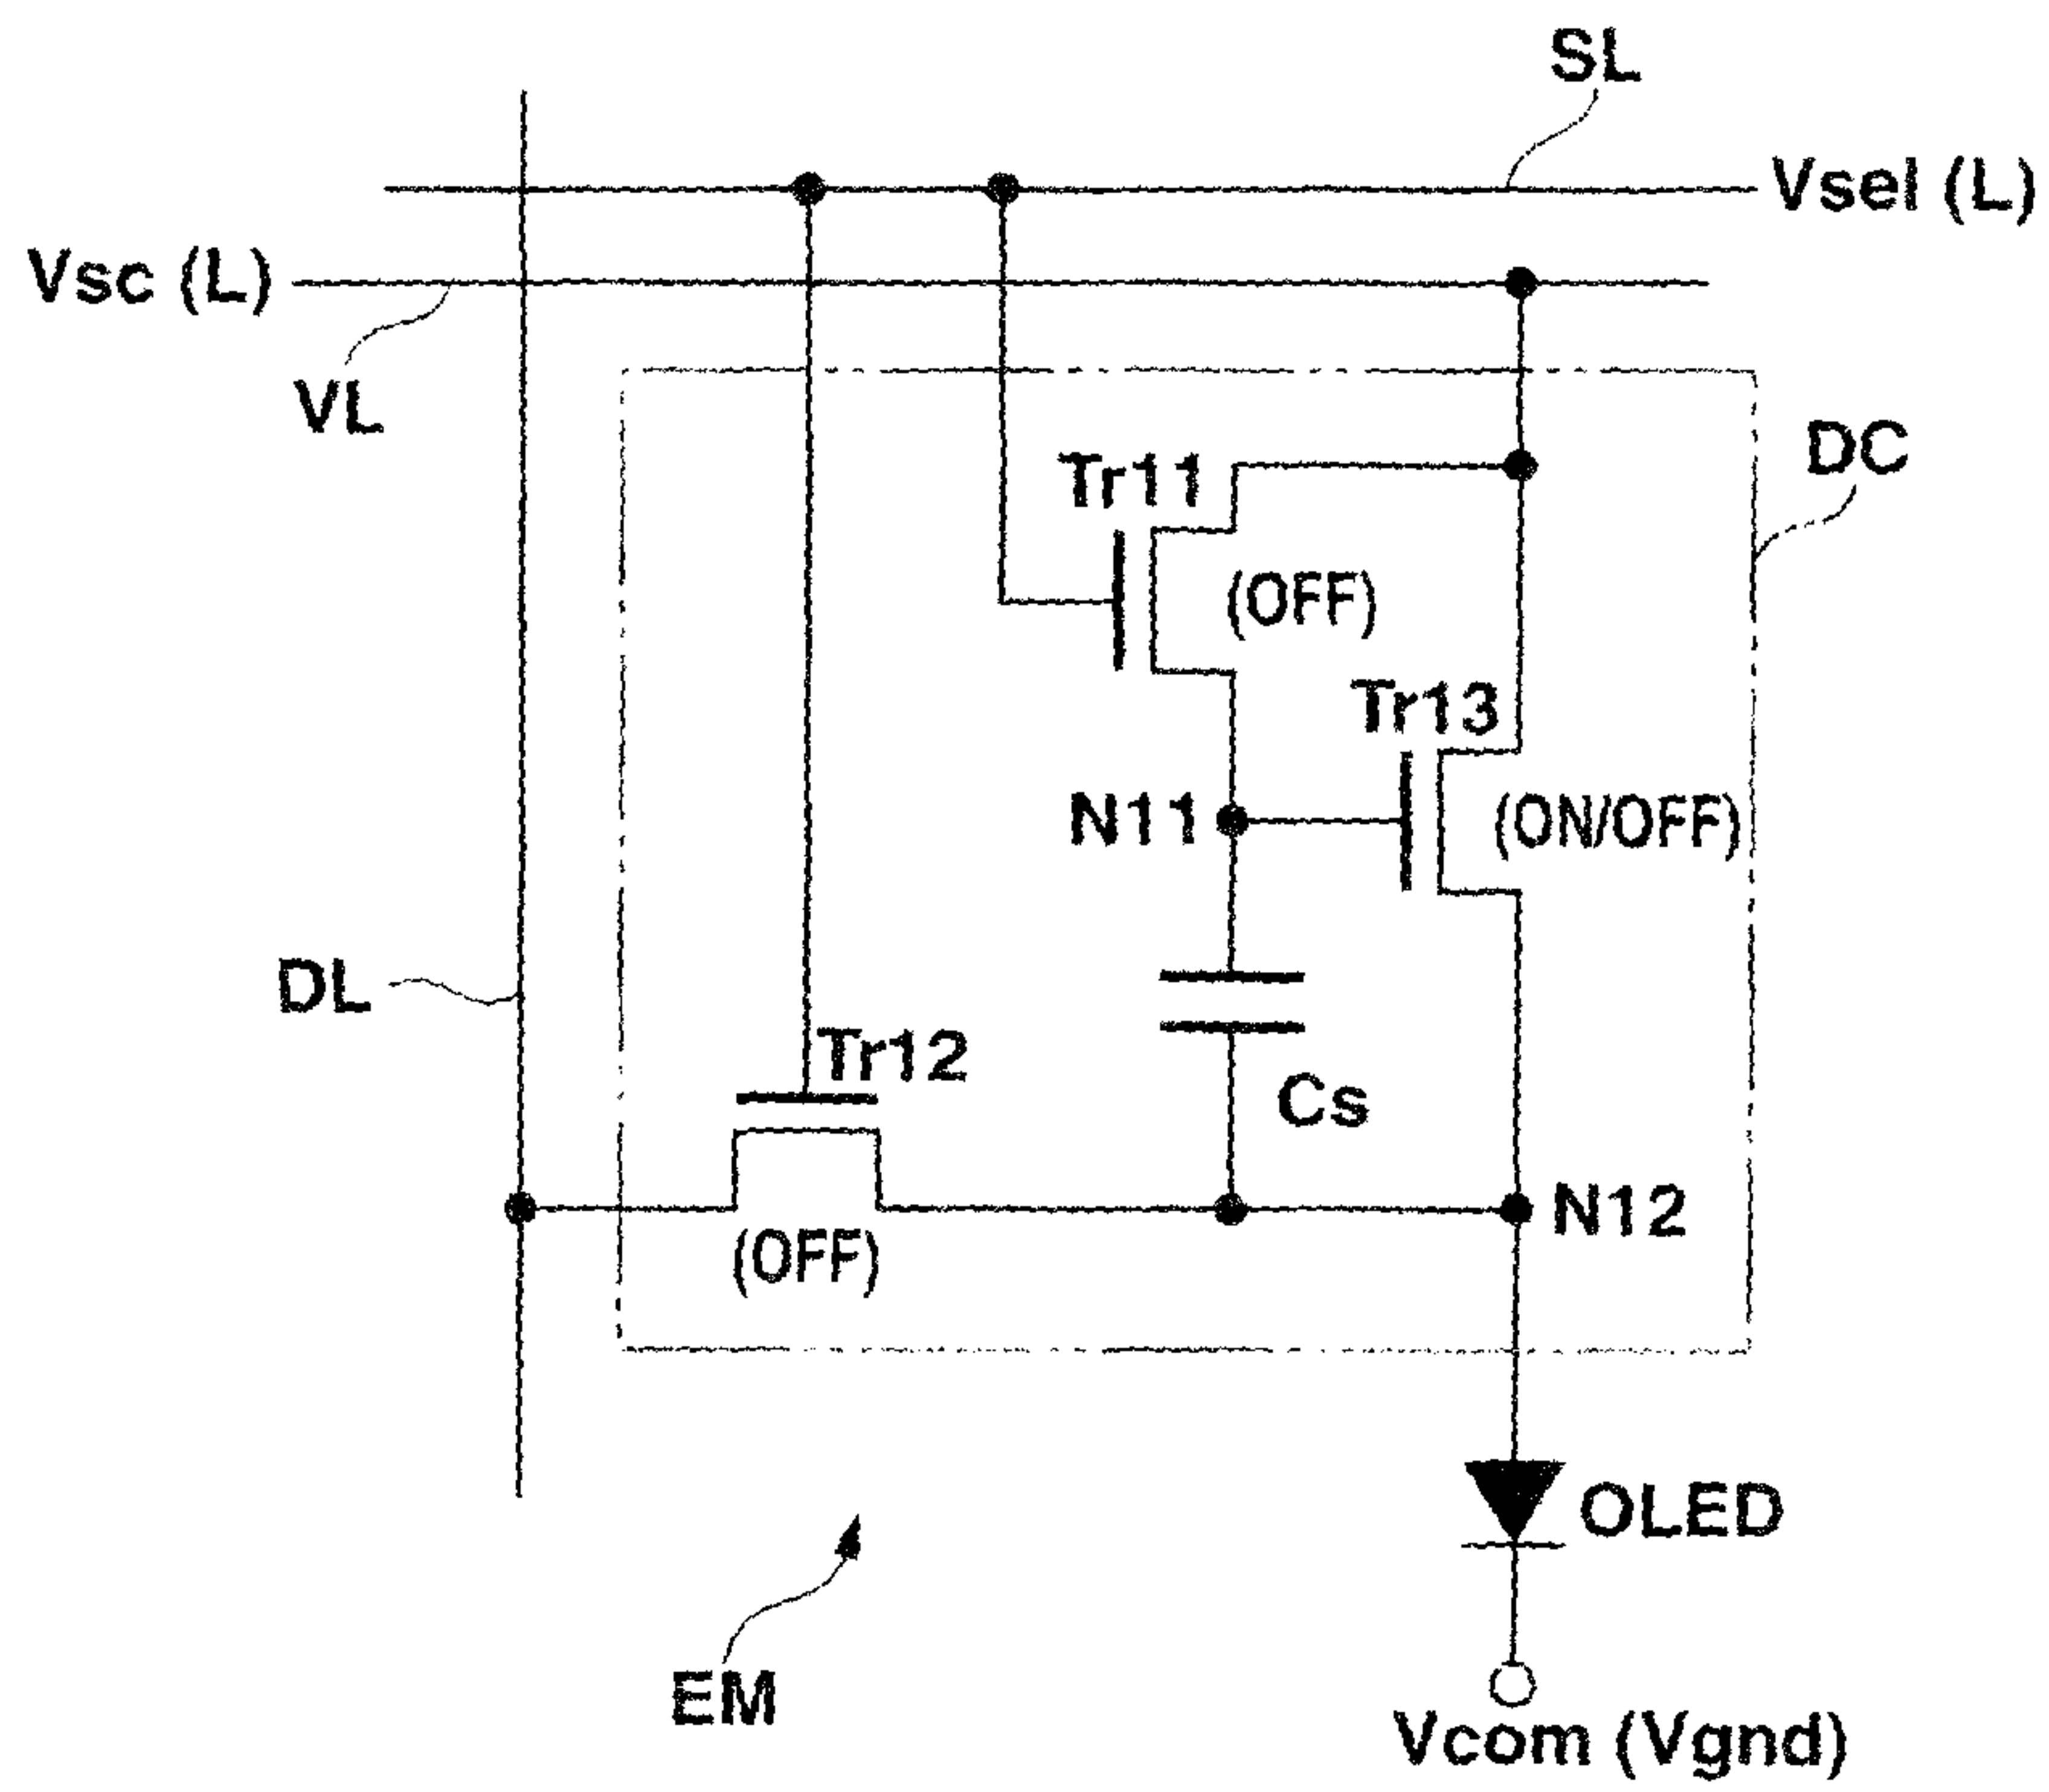 SL
Vsel (L)
Vsc (L)
VL
DC
Tr11
(OFF)
Tr13
N11
(ON/OFF)
DL
Tr12
Cs
N12
(OFF)
OLED
EM
Vcom (Vgnd)